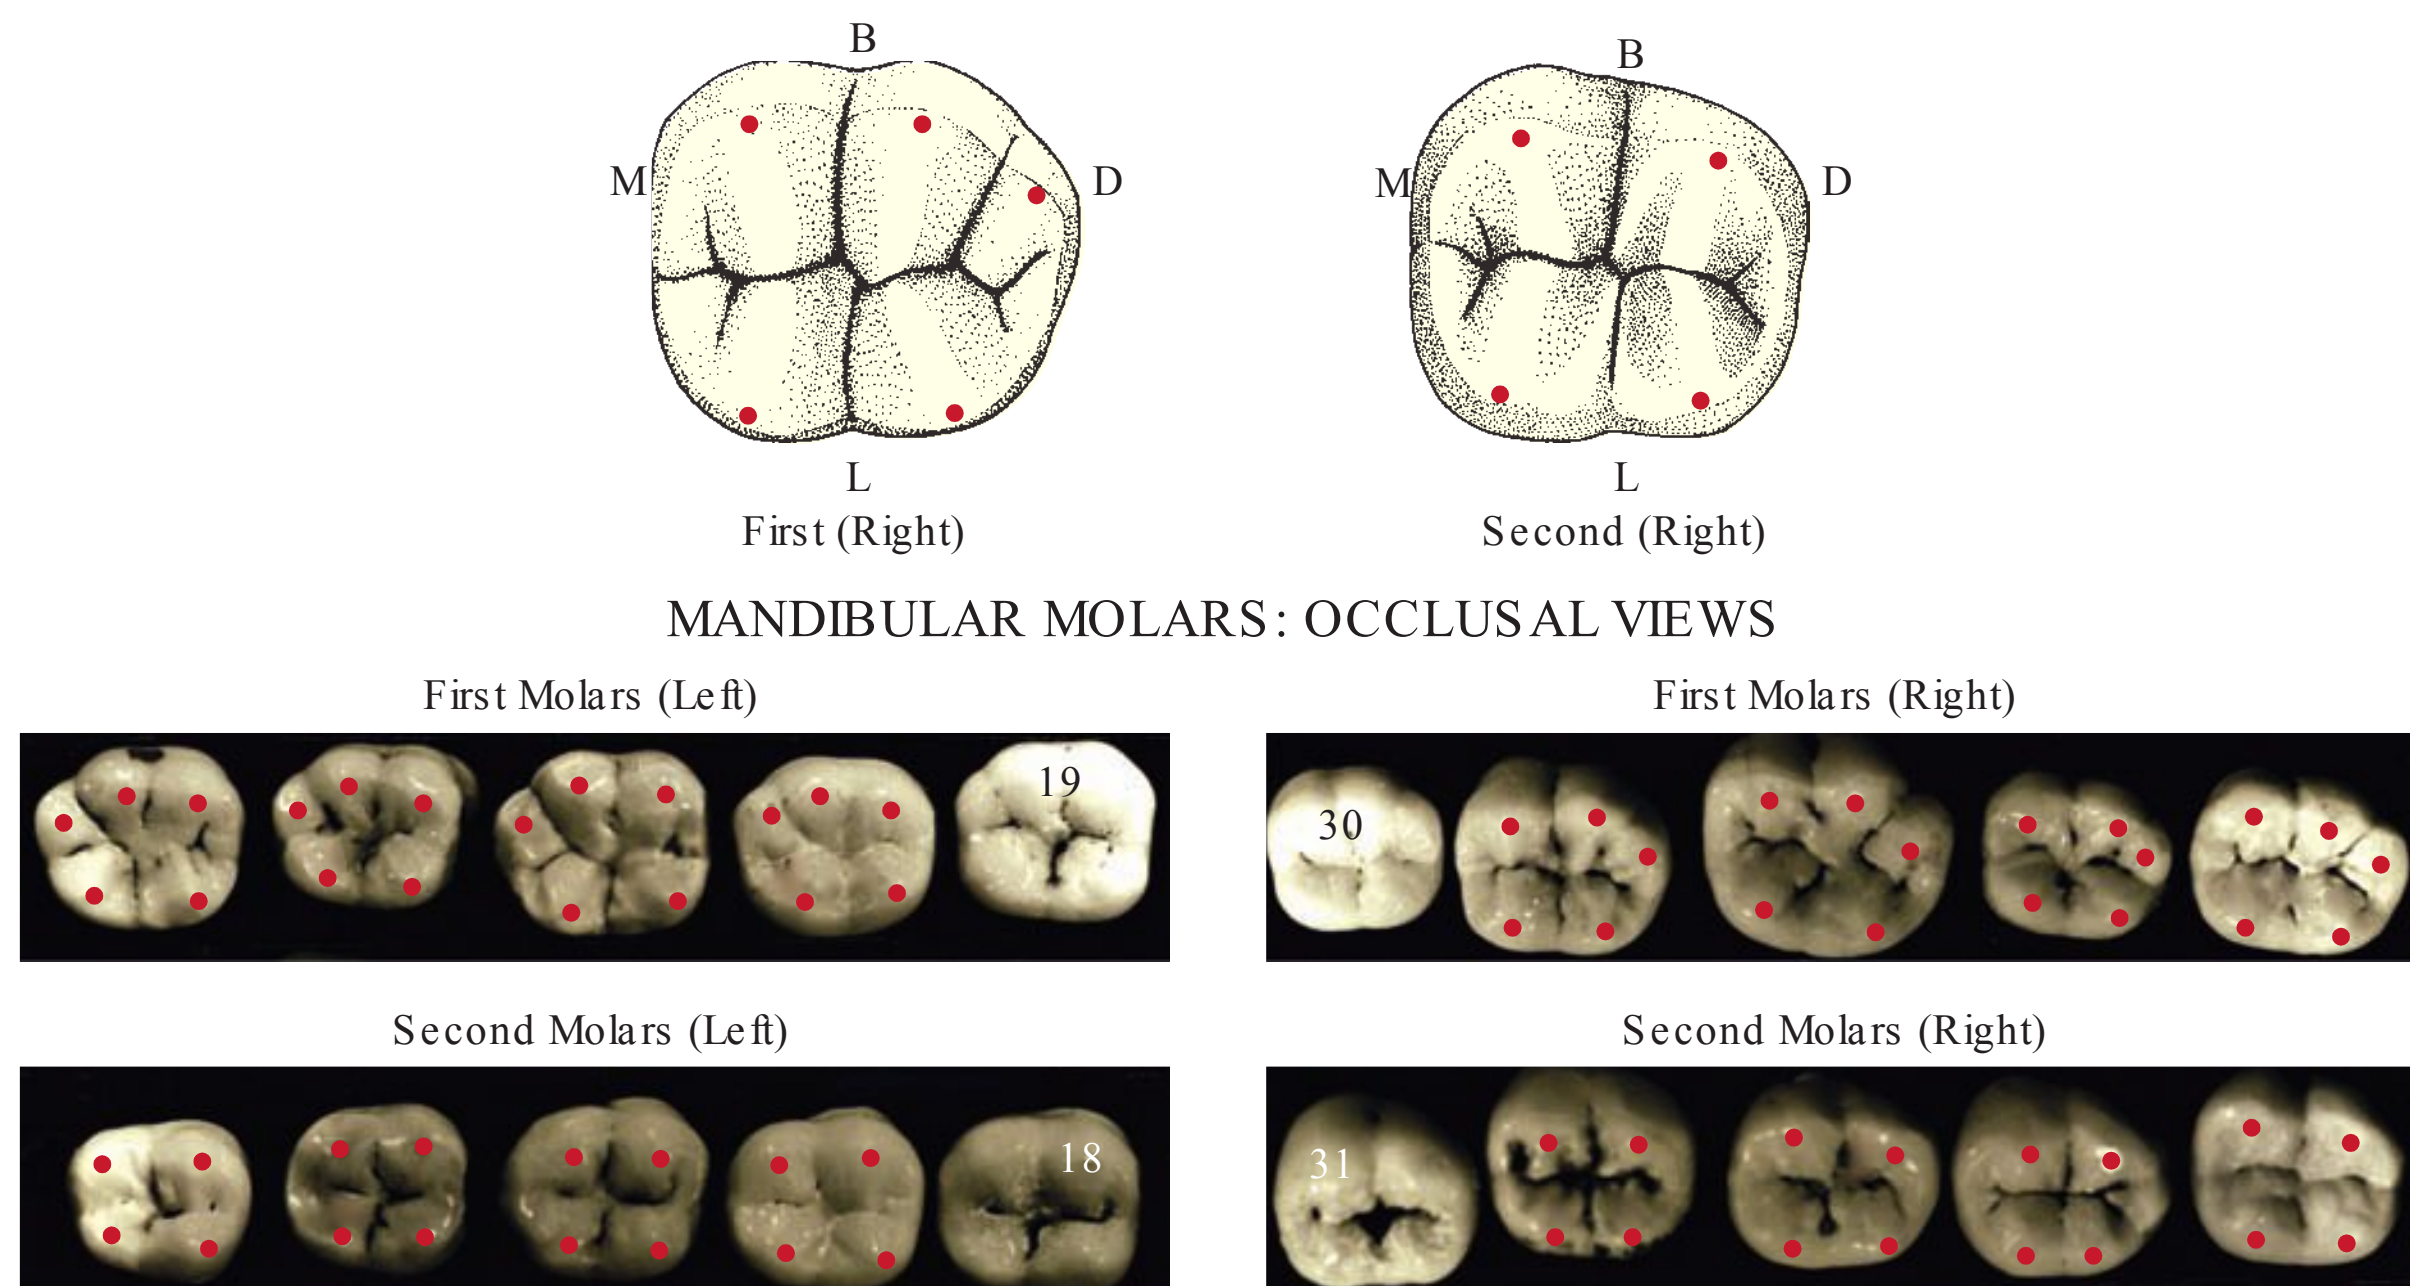 B
B
M
D
M
D
L
L
First (Right)
Second (Right)
MANDIBULAR MOLARS: OCCLUSAL VIEWS
First Molars (Left)
First Molars (Right)
19
30
Second Molars (Left)
Second Molars (Right)
18
31